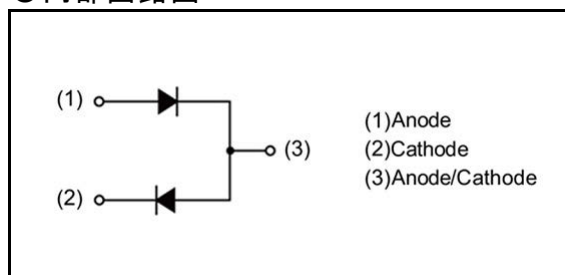 (1)
(1)Anode
(3)
(2)Cathode
(3)Anode/Cathode
(2)